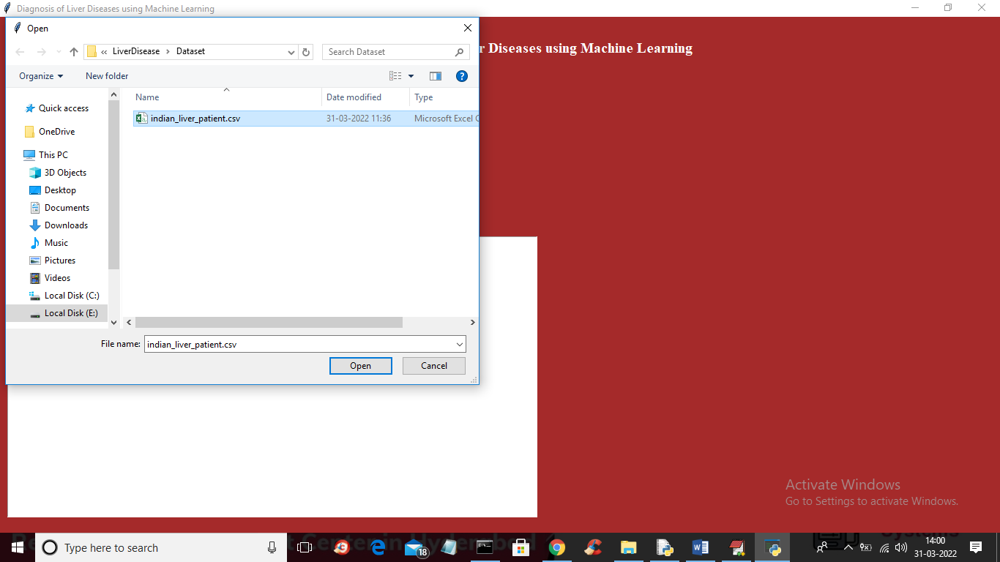 Diagnosis of Liver Diseases using Machine Learning
Open
« LiverDisease › Dataset
Search Dataset
r Diseases using Machine Learning
Organize
New folder
Name
Date modified
Type
indian_liver_patient.csv
31-03-2022 11:36
Microsoft Excel C
Quick access
OneDrive
This PC
3D Objects
Desktop
Documents
Downloads
Music
Pictures
Videos
Local Disk (C:)
Local Disk (E:)
File name:
indian_liver_patient.csv
Open
Cancel
Activate Windows
Go to Settings to activate Windows.
Type here to search
18
14:00
31-03-2022